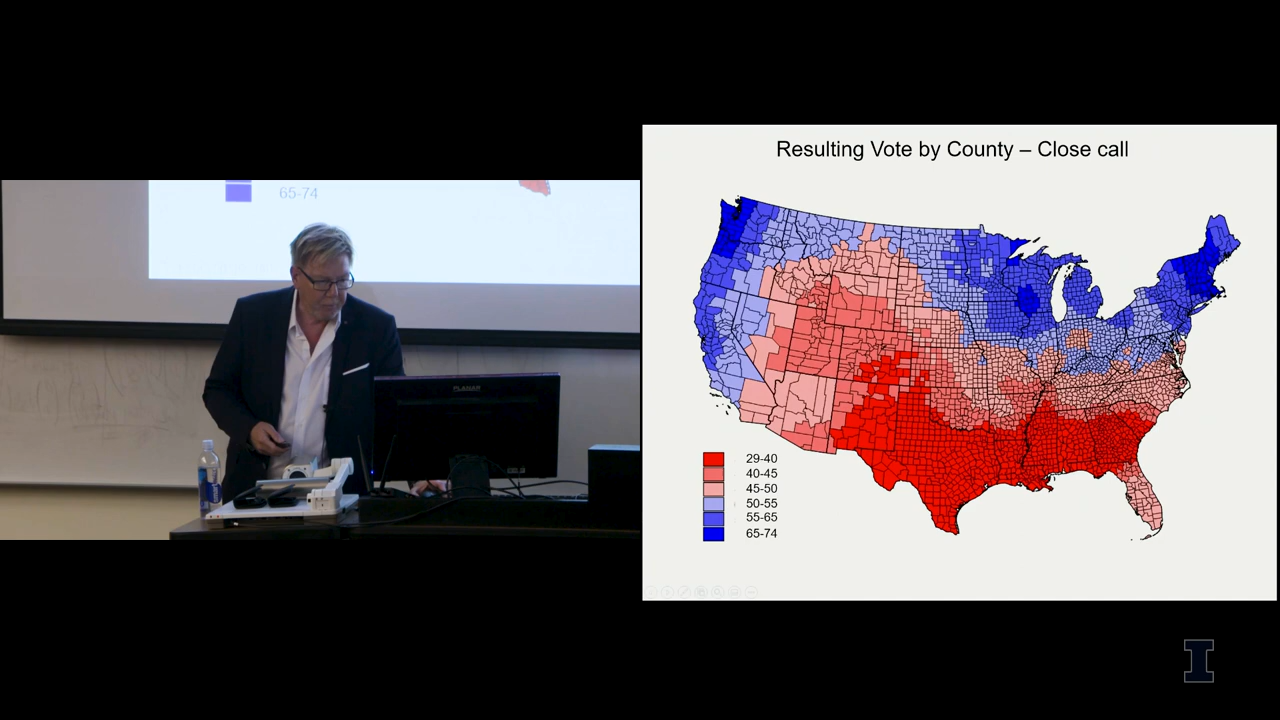 65-74
PLANAR
Resulting Vote by County – Close call
29-40
40-45
45-50
50-55
55-65
65-74
I